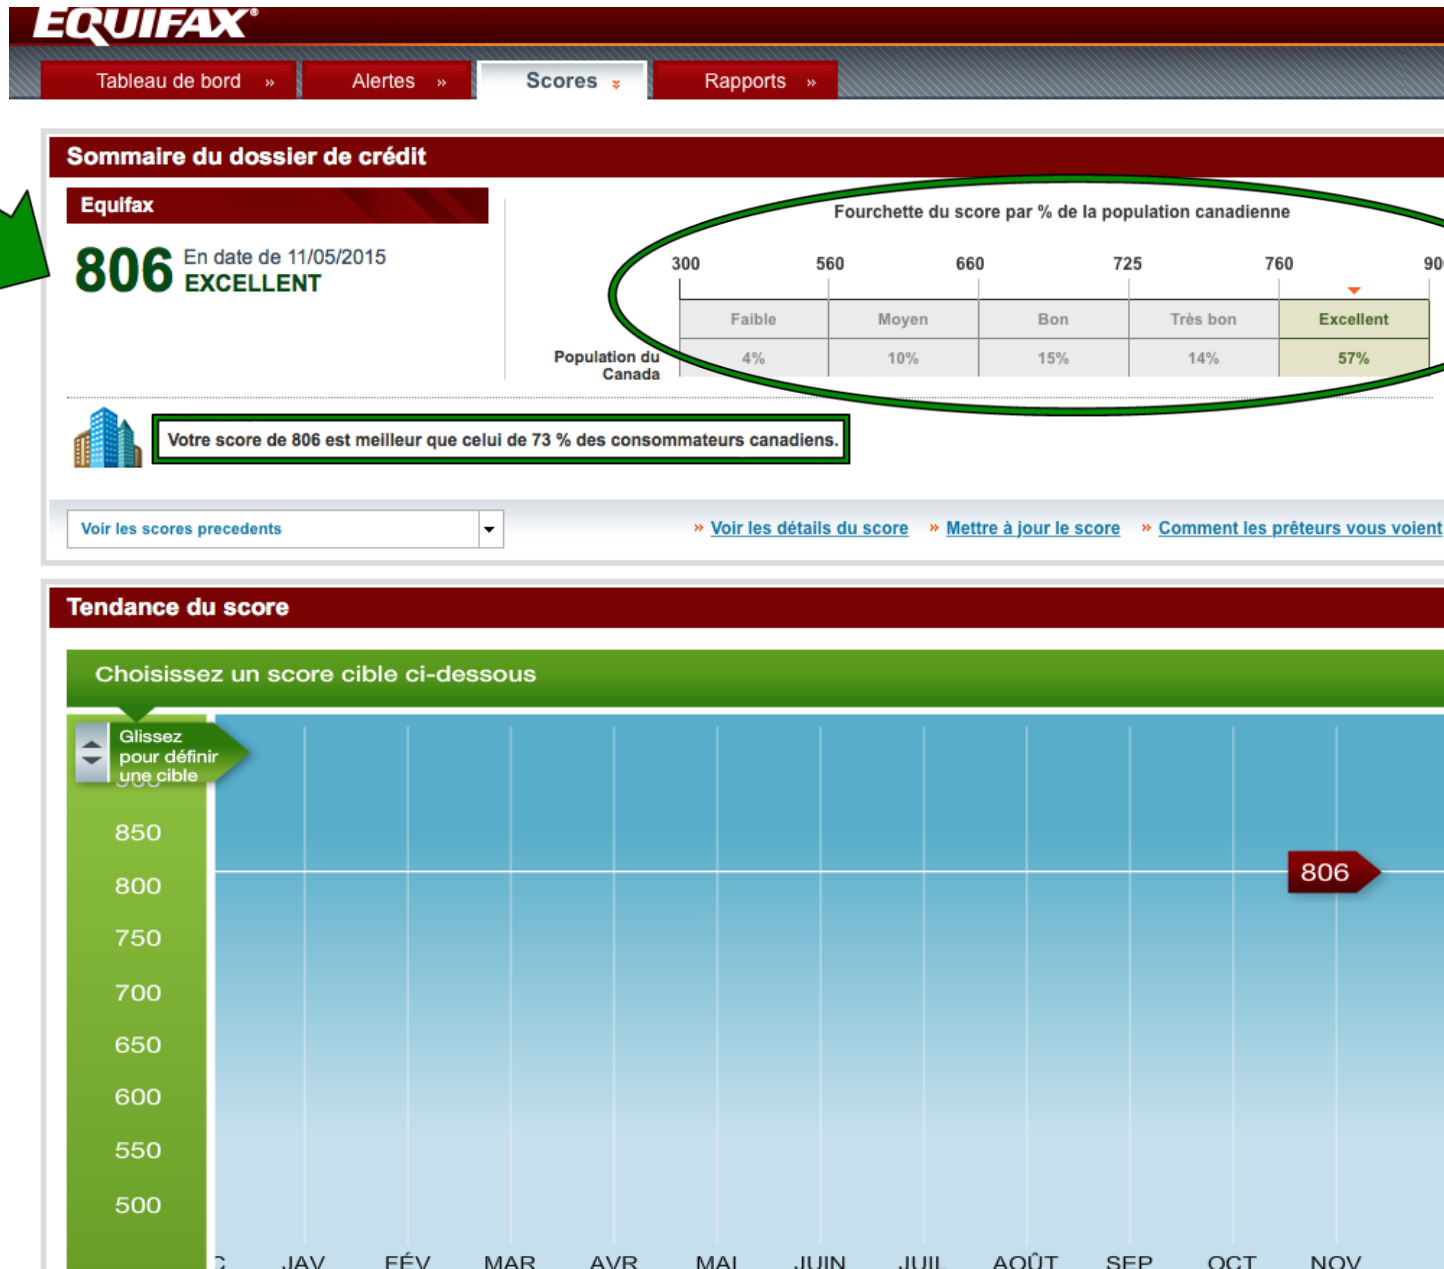 EQUIFAX®
Tableau de bord »
Alertes »
Scores
Rapports »
Sommaire du dossier de crédit
Equifax
806 En date de 11/05/2015
EXCELLENT
Fourchette du score par % de la population canadienne
300 560 660 725 760
Faible Moyen Bon Très bon Excellent
Population du Canada 4% 10% 15% 14% 57%
Votre score de 806 est meilleur que celui de 73 % des consommateurs canadiens.
Voir les scores precedents
» Voir les détails du score » Mettre à jour le score » Comment les prêteurs vous voient
Tendance du score
Choisissez un score cible ci-dessous
Glissez
pour définir
une cible
850
806
800
750
700
650
600
550
500
JAV FÉV MAR AVR MAI JUIN JUIL AOÛT SEP OCT NOV